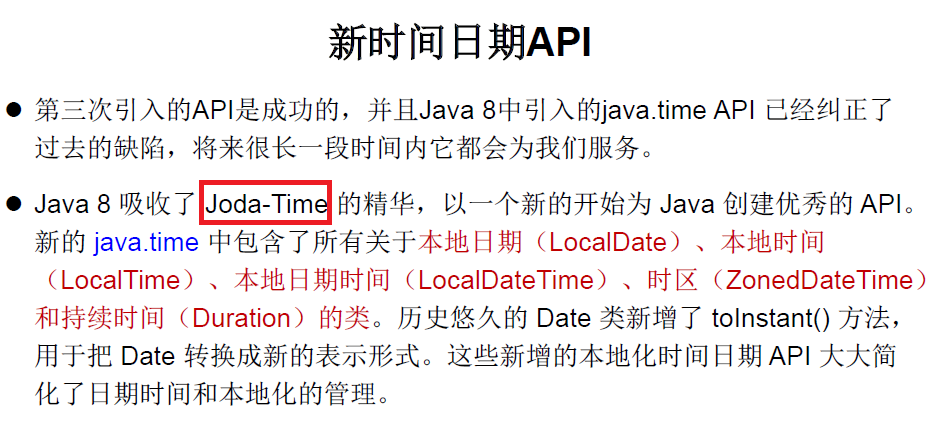 新时间日期API
● 第三次引入的API是成功的，并且Java 8中引入的java.time API 已经纠正了
过去的缺陷，将来很长一段时间内它都会为我们服务。
● Java 8 吸收了 Joda-Time 的精华，以一个新的开始为 Java 创建优秀的 API。
新的 java.time 中包含了所有关于本地日期（LocalDate）、本地时间
（LocalTime）、本地日期时间（LocalDateTime）、时区（ZonedDateTime）
和持续时间（Duration）的类。历史悠久的 Date 类新增了 toInstant() 方法，
用于把 Date 转换成新的表示形式。这些新增的本地化时间日期 API 大大简
化了日期时间和本地化的管理。